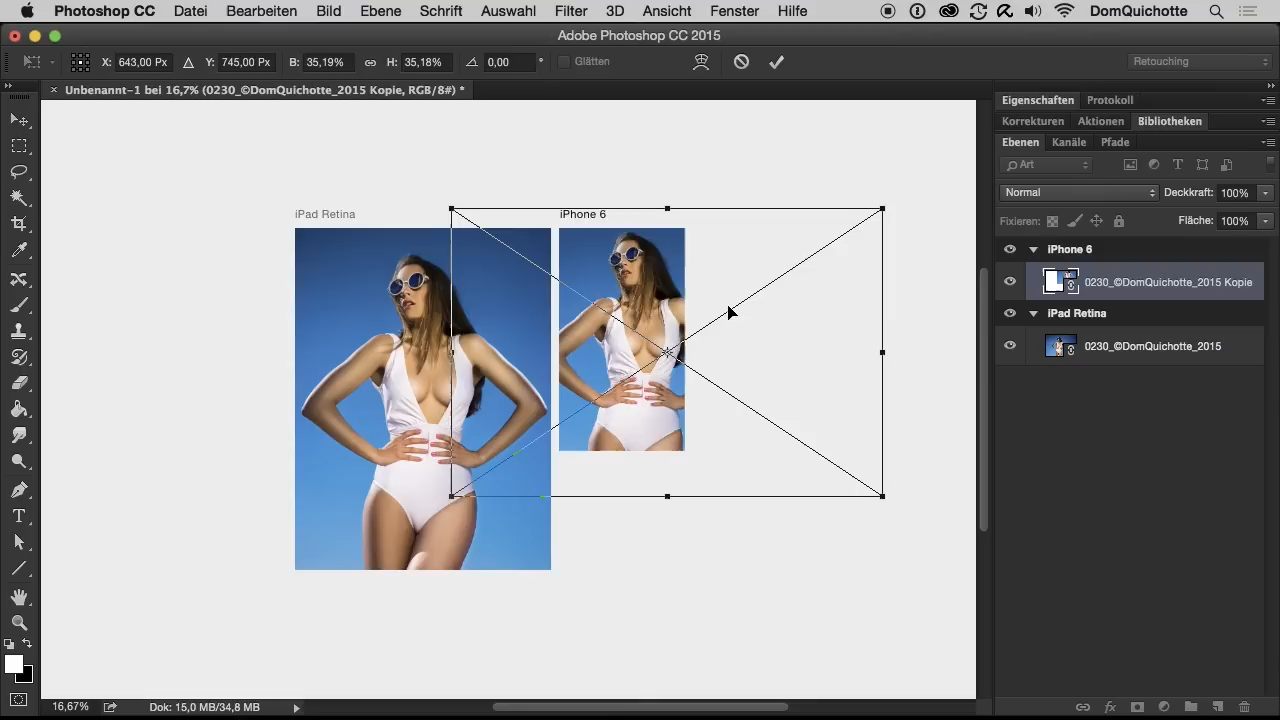 Photoshop CC Datei Bearbeiten Bild Ebene Schrift Auswahl Filter 3D Ansicht Fenster Hilfe DomQuichotte
Adobe Photoshop CC 2015
X: 643,00 Px Y: 745,00 Px B: 35,19% H: 35,18% 0,00 ° Glätten Retouching
Unbenannt-1 bei 16,7% (0230_©DomQuichotte_2015 Kopie, RGB/8#) *
Eigenschaften Protokoll
Korrekturen Aktionen Bibliotheken
Ebenen Kanäle Pfade
Art
Normal Deckkraft: 100%
Fixieren: Fläche: 100%
iPhone 6
0230_©DomQuichotte_2015 Kopie
iPad Retina
0230_©DomQuichotte_2015
iPad Retina
iPhone 6
16,67% Dok: 15,0 MB/34,8 MB